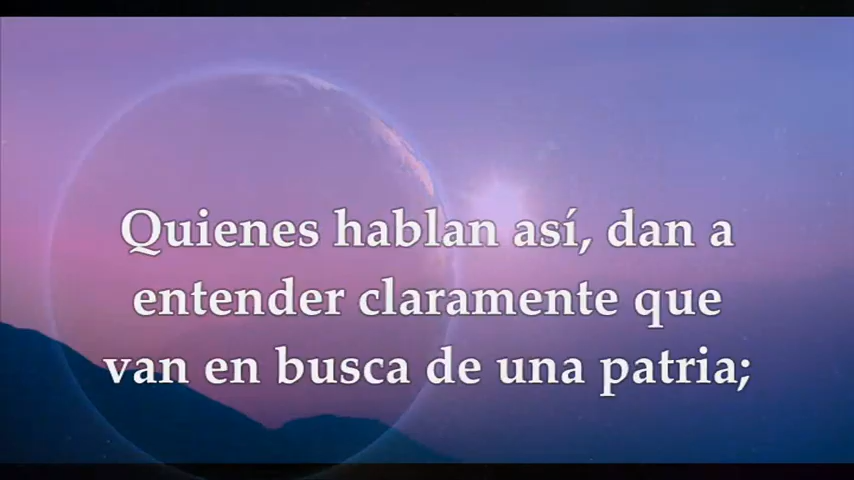 Quienes hablan así, dan a
entender claramente que
van en busca de una patria;